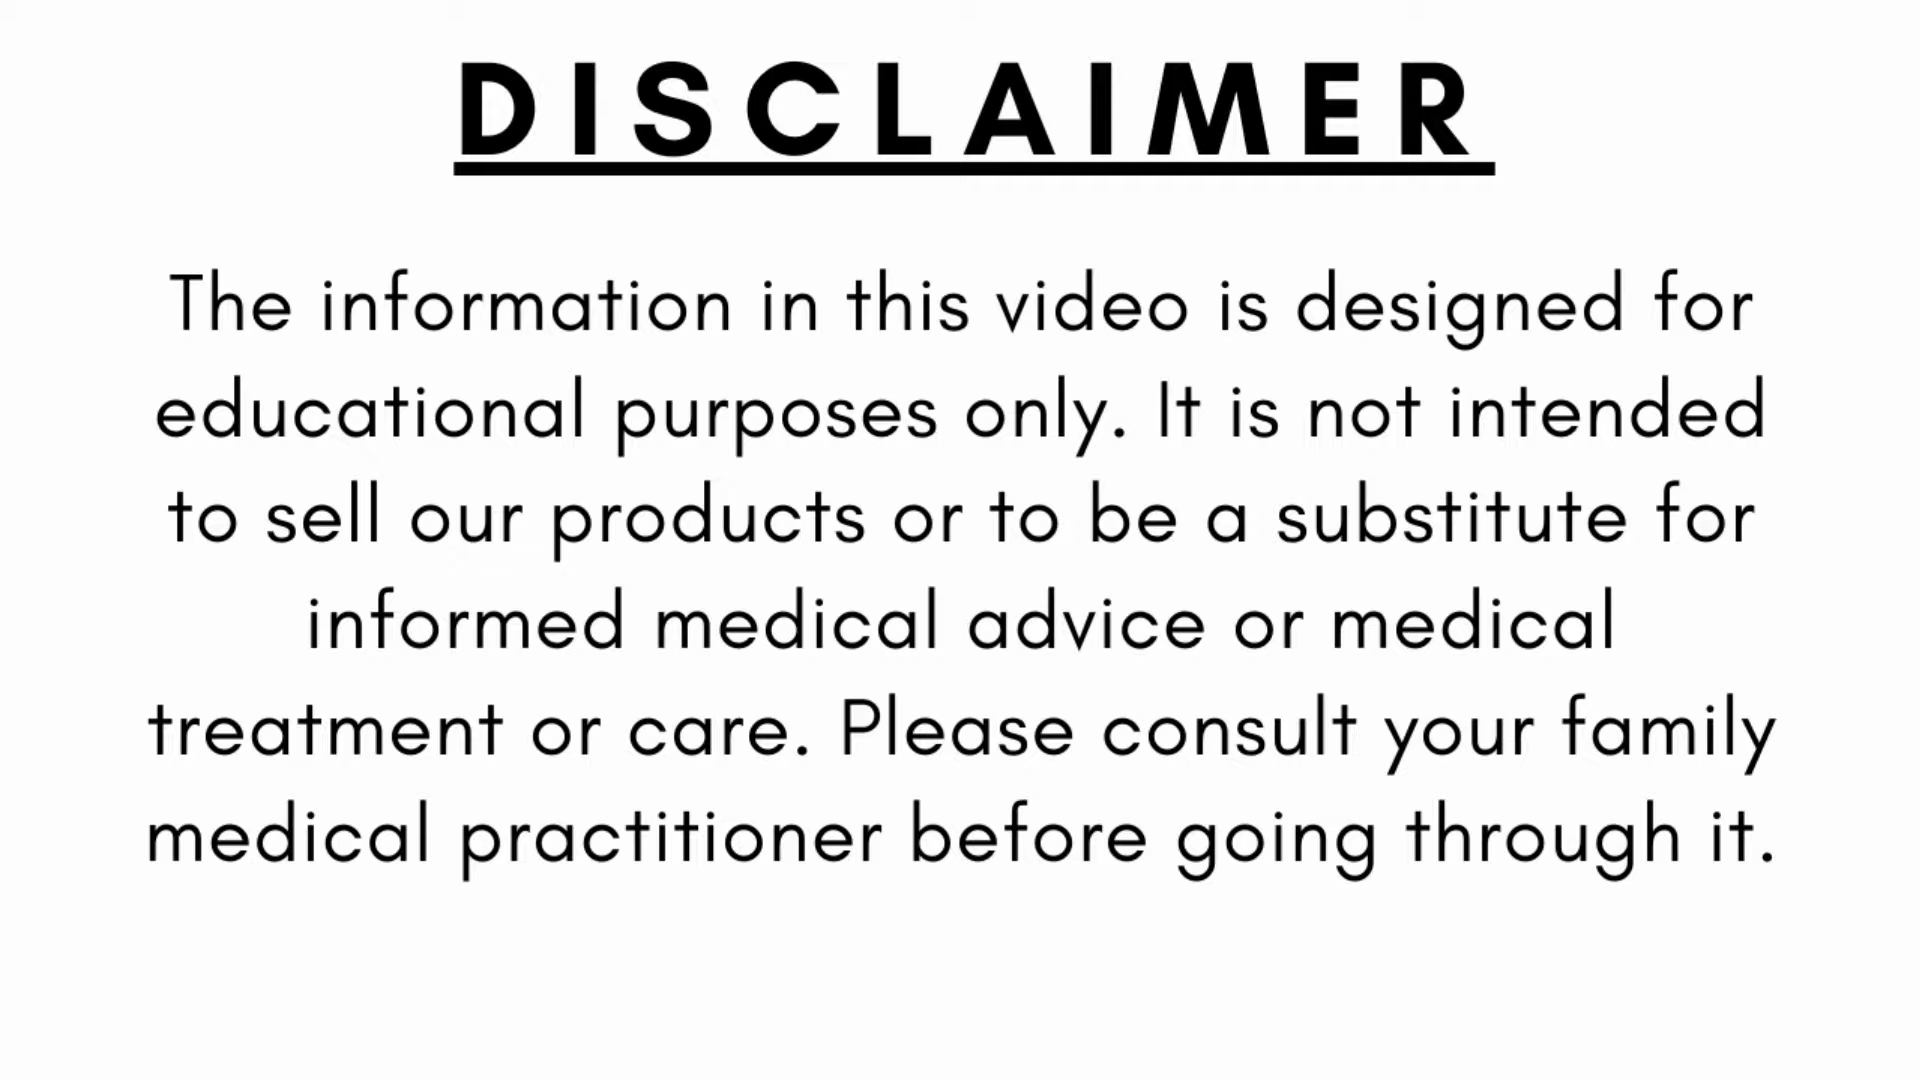 DISCLAIMER
The information in this video is designed for
educational purposes only. It is not intended
to sell our products or to be a substitute for
informed medical advice or medical
treatment or care. Please consult your family
medical practitioner before going through it.